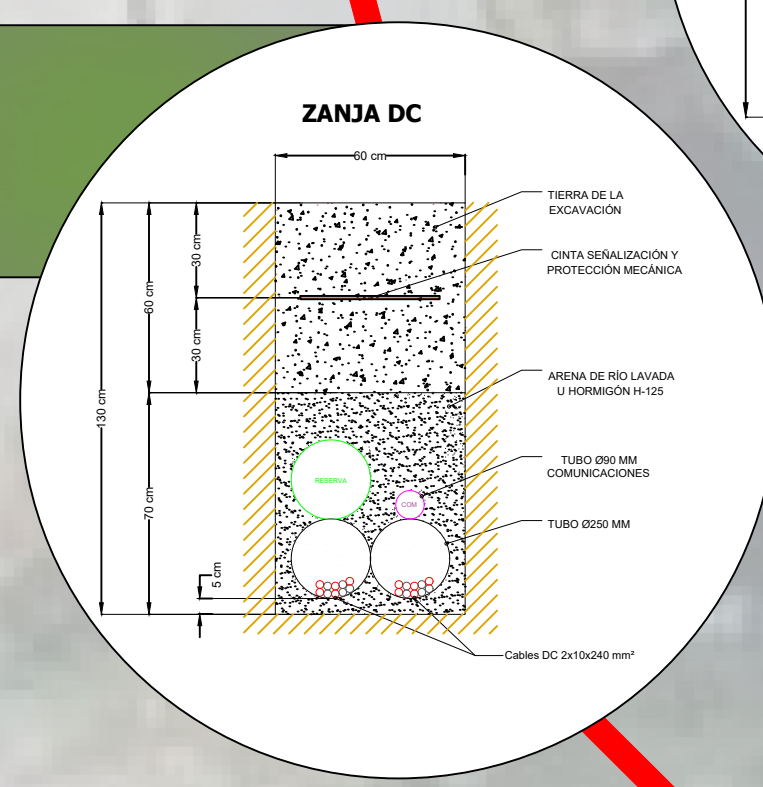 ZANJA DC
60 cm
TIERRA DE LA
EXCAVACIÓN
30 cm
CINTA SEÑALIZACIÓN Y
PROTECCIÓN MECÁNICA
60 cm
30 cm
ARENA DE RÍO LAVADA
U HORMIGÓN H-125
130 cm
TUBO Ø90 MM
COMUNICACIONES
RESERVA
COM
70 cm
TUBO Ø250 MM
5 cm
Cables DC 2x10x240 mm²